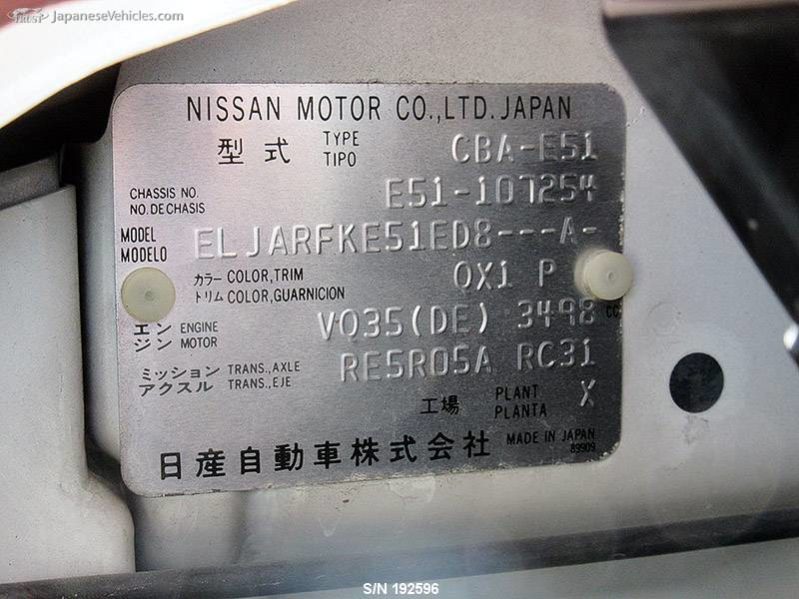 TRUST JapaneseVehicles.com
NISSAN MOTOR CO.,LTD. JAPAN
型式 TYPE TIPO CBA-E51
CHASSIS NO. NO. DE CHASIS E51-107254
MODEL MODELO ELJARFKE51ED8---A-
カラー COLOR,TRIM
トリム COLOR,GUARNICION QX1 P
エンジン ENGINE MOTOR VQ35(DE) 3498 CC
ミッション TRANS.,AXLE
アクスル TRANS.,EJE RE5R05A RC31
工場 PLANT PLANTA X
日産自動車株式会社 MADE IN JAPAN
89909
S/N 192596